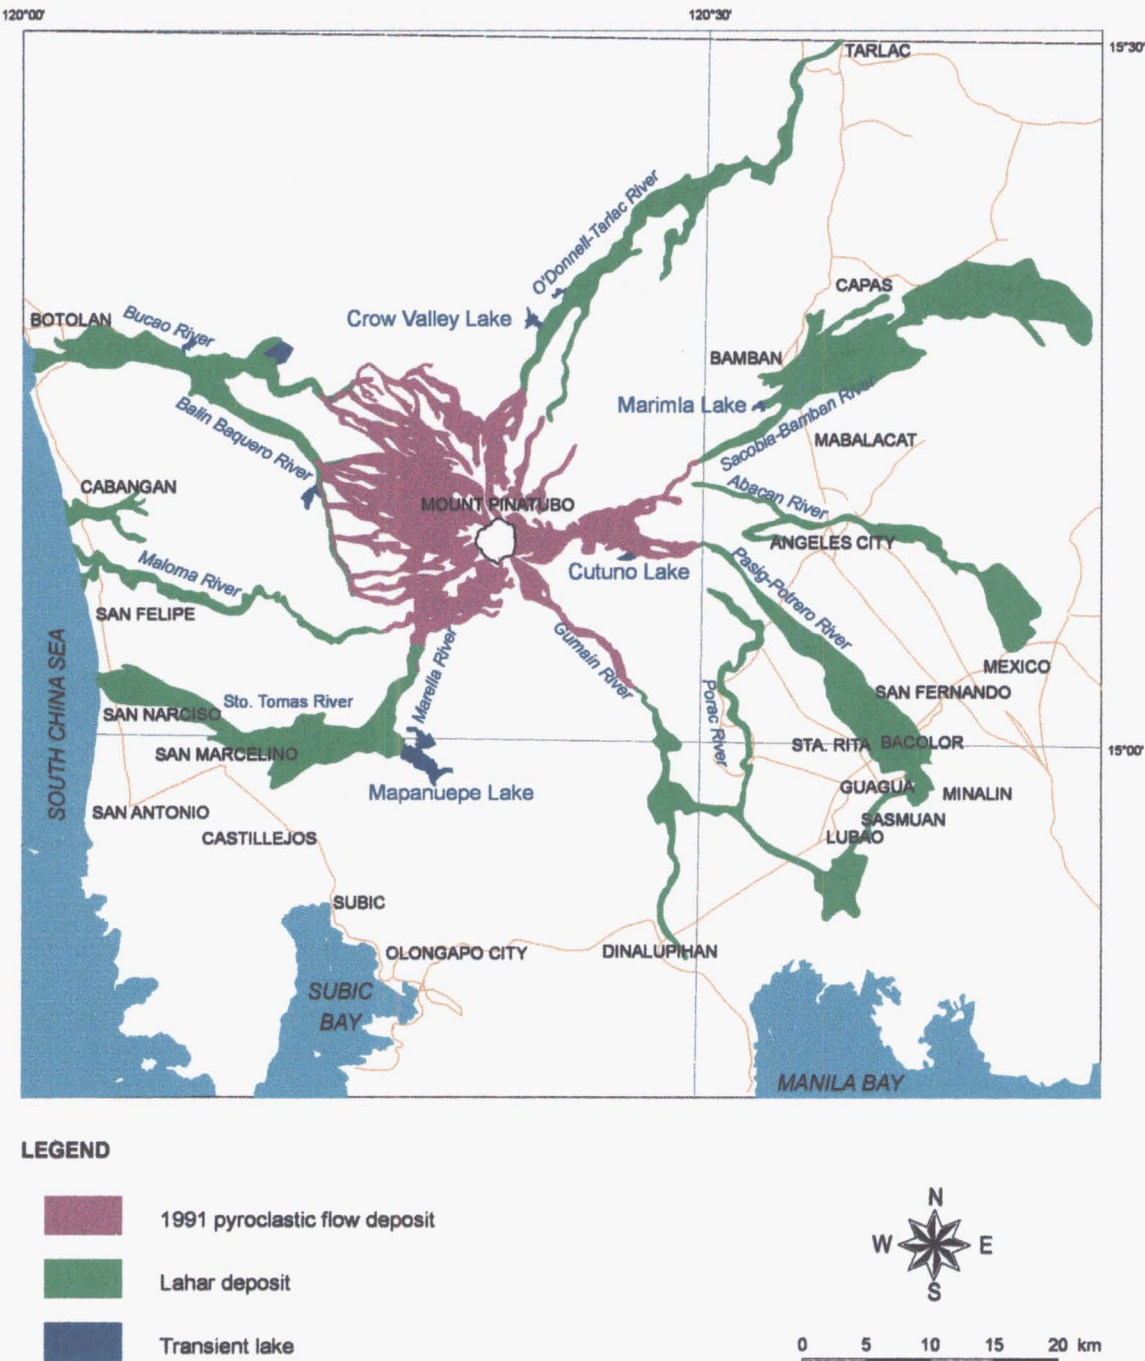 120°00'
120°30'
15°30'
TARLAC
O'Donnell-Tarlac River
CAPAS
BOTOLAN
Bucao River
Crow Valley Lake
BAMBAN
Marimla Lake
Sacobia-Bamban River
Balin Baquero River
MABALACAT
CABANGAN
Abacan River
MOUNT PINATUBO
ANGELES CITY
Maloma River
Cutuno Lake
Pasig-Potrero River
SAN FELIPE
Gumain River
Marella River
MEXICO
SOUTH CHINA SEA
Porac River
SAN FERNANDO
Sto. Tomas River
SAN NARCISO
STA. RITA
BACOLOR
SAN MARCELINO
15°00'
Mapanuepe Lake
GUAGUA
MINALIN
SAN ANTONIO
SASMUAN
CASTILLEJOS
LUBAO
SUBIC
OLONGAPO CITY
DINALUPIHAN
SUBIC
BAY
MANILA BAY
LEGEND
1991 pyroclastic flow deposit
Lahar deposit
Transient lake
N
W
E
S
0 5 10 15 20 km